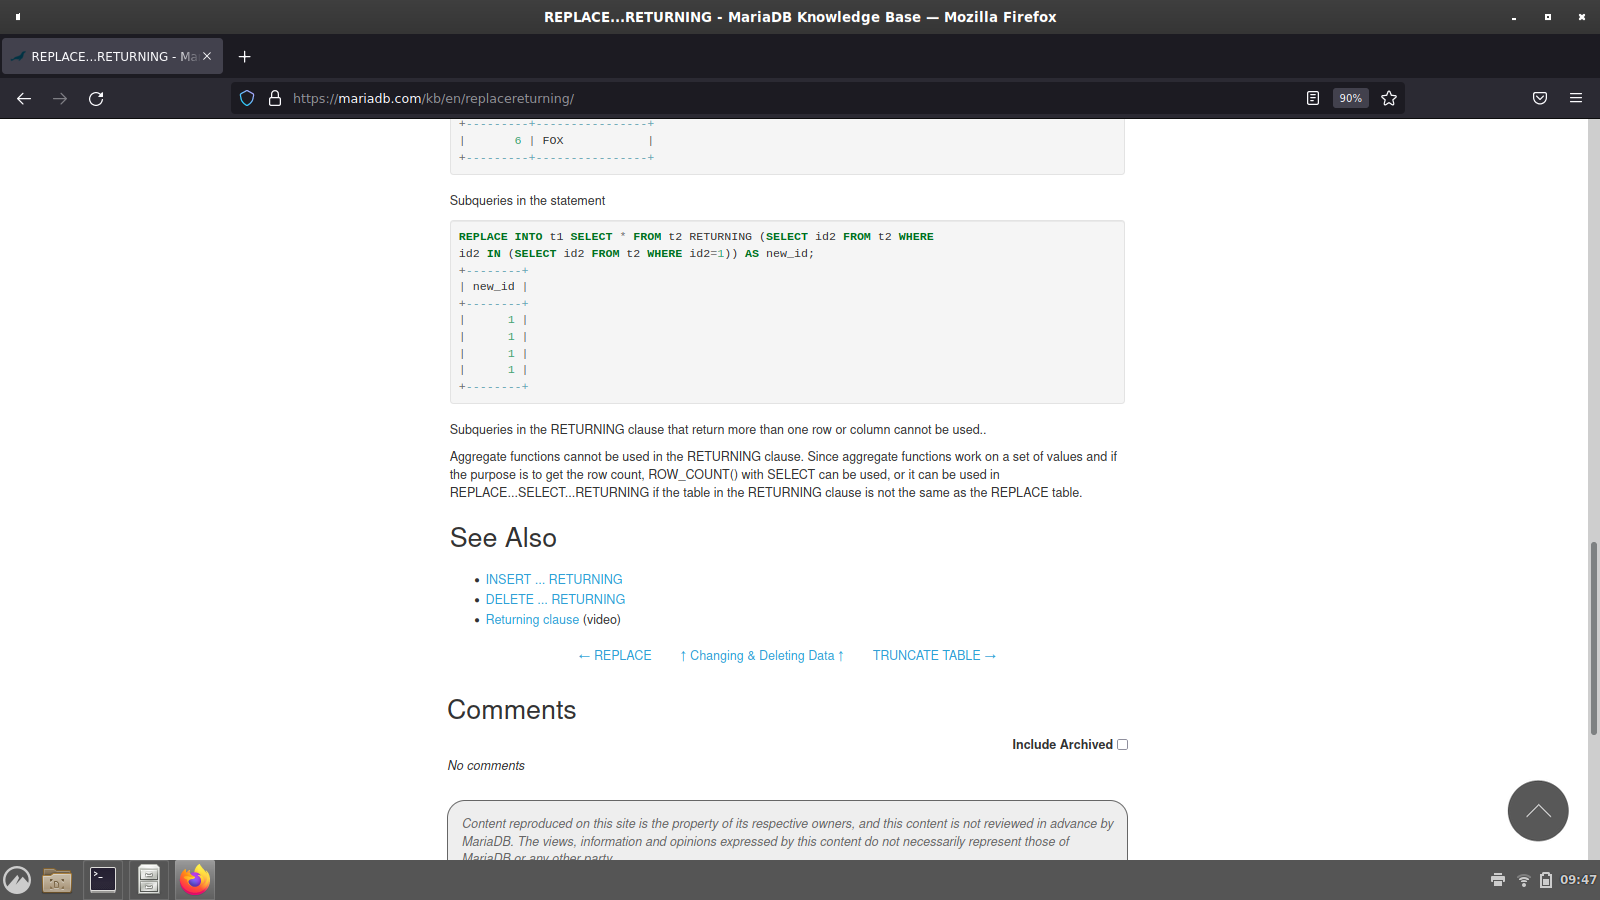 REPLACE...RETURNING - MariaDB Knowledge Base — Mozilla Firefox
REPLACE...RETURNING - Ma
https://mariadb.com/kb/en/replacereturning/
90%
+---------+----------------+
|       6 | FOX            |
+---------+----------------+
Subqueries in the statement
REPLACE INTO t1 SELECT * FROM t2 RETURNING (SELECT id2 FROM t2 WHERE
id2 IN (SELECT id2 FROM t2 WHERE id2=1)) AS new_id;
+--------+
| new_id |
+--------+
|      1 |
|      1 |
|      1 |
|      1 |
+--------+
Subqueries in the RETURNING clause that return more than one row or column cannot be used..
Aggregate functions cannot be used in the RETURNING clause. Since aggregate functions work on a set of values and if
the purpose is to get the row count, ROW_COUNT() with SELECT can be used, or it can be used in
REPLACE...SELECT...RETURNING if the table in the RETURNING clause is not the same as the REPLACE table.
See Also
• INSERT ... RETURNING
• DELETE ... RETURNING
• Returning clause (video)
← REPLACE ↑ Changing & Deleting Data ↑ TRUNCATE TABLE →
Comments
Include Archived
No comments
Content reproduced on this site is the property of its respective owners, and this content is not reviewed in advance by
MariaDB. The views, information and opinions expressed by this content do not necessarily represent those of
MariaDB or any other party.
09:47